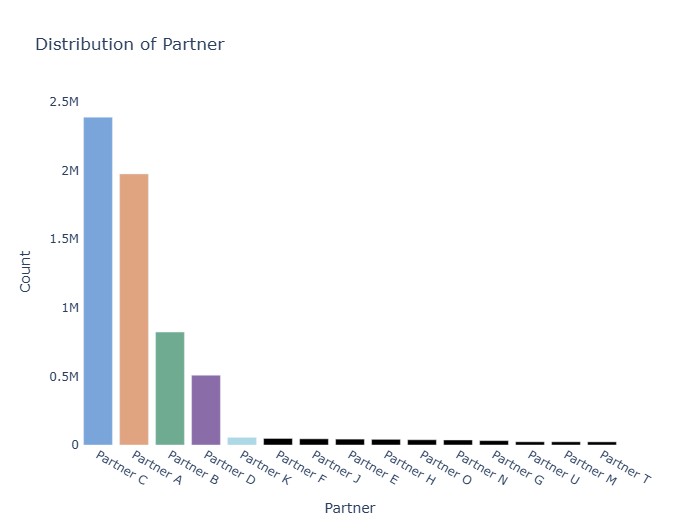 Distribution of Partner
2.5M
2M
1.5M
1M
0.5M
0
Count
Partner C
Partner A
Partner B
Partner D
Partner K
Partner F
Partner J
Partner E
Partner H
Partner O
Partner N
Partner G
Partner U
Partner M
Partner T
Partner